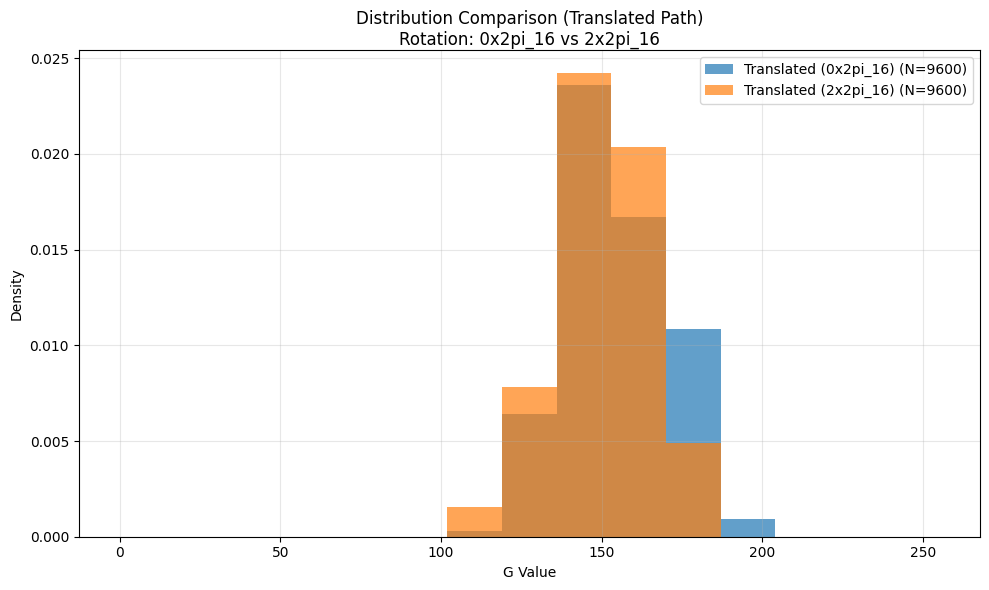 Distribution Comparison (Translated Path)
Rotation: 0x2pi_16 vs 2x2pi_16
Translated (0x2pi_16) (N=9600)
Translated (2x2pi_16) (N=9600)
0.025
0.020
0.015
0.010
0.005
0.000
Density
0 50 100 150 200 250
G Value